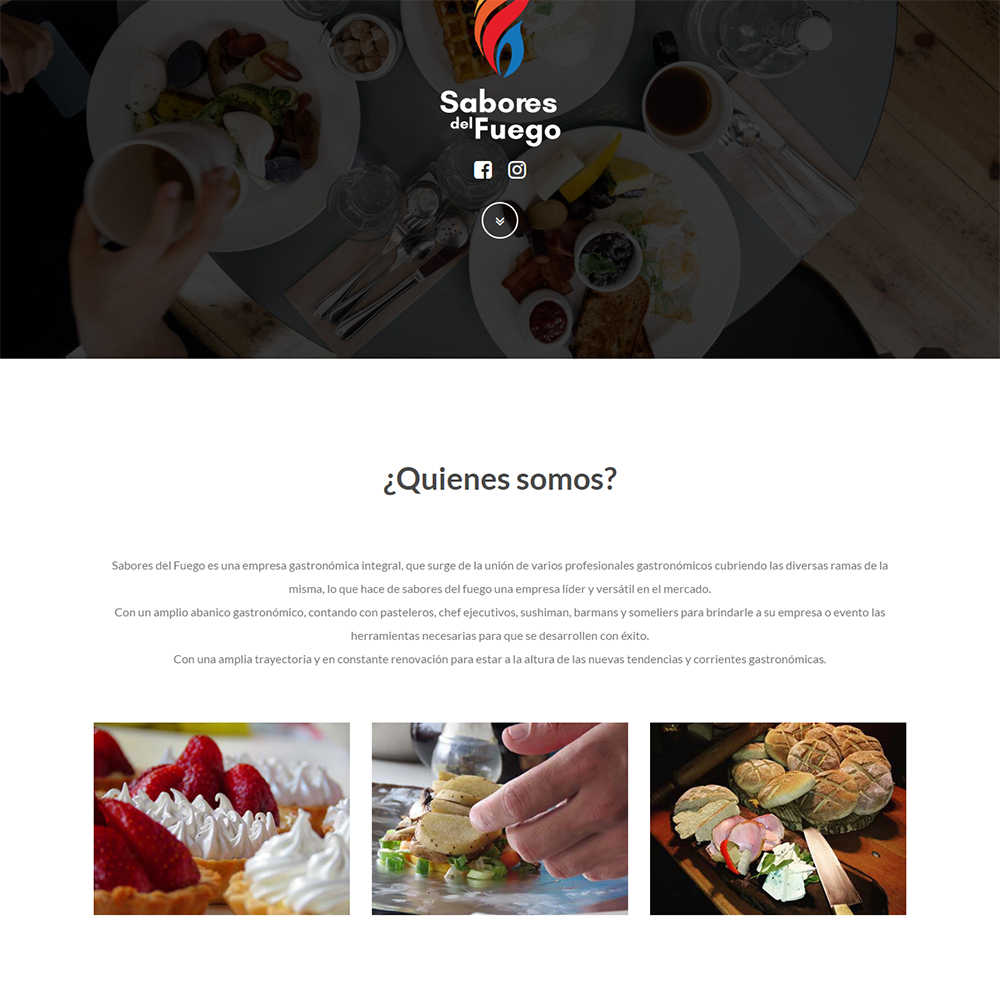 Sabores
del Fuego
¿Quienes somos?
Sabores del Fuego es una empresa gastronómica integral, que surge de la unión de varios profesionales gastronómicos cubriendo las diversas ramas de la
misma, lo que hace de sabores del fuego una empresa líder y versátil en el mercado.
Con un amplio abanico gastronómico, contando con pasteleros, chef ejecutivos, sushiman, barmans y someliers para brindarle a su empresa o evento las
herramientas necesarias para que se desarrollen con éxito.
Con una amplia trayectoria y en constante renovación para estar a la altura de las nuevas tendencias y corrientes gastronómicas.